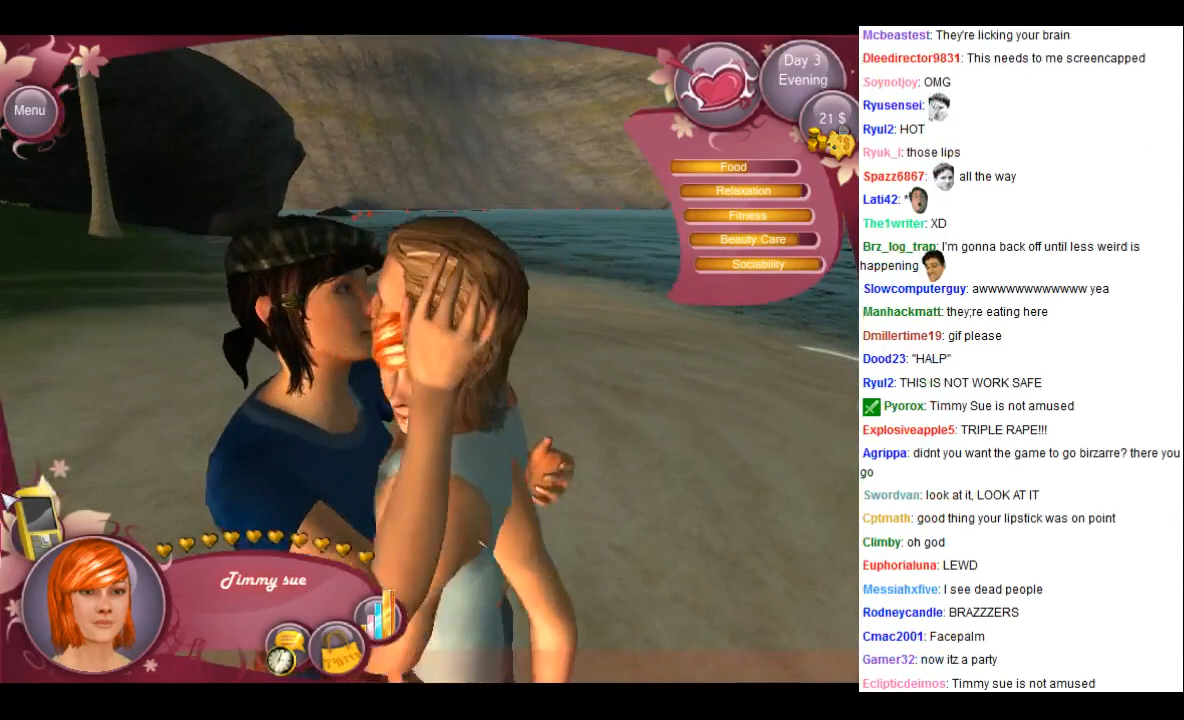 Menu
Day 3
Evening
21 $
Food
Relaxation
Fitness
Beauty Care
Sociability
Timmy sue
Mcbeastest: They're licking your brain
Dleedirector9831: This needs to me screencapped
Soynotjoy: OMG
Ryusensei:
Ryul2: HOT
Ryuk_l: those lips
Spazz6867: all the way
Lati42: *
The1writer: XD
Brz_log_trap: I'm gonna back off until less weird is
happening
Slowcomputerguy: awwwwwwwwwwww yea
Manhackmatt: they;re eating here
Dmillertime19: gif please
Dood23: "HALP"
Ryul2: THIS IS NOT WORK SAFE
Pyorox: Timmy Sue is not amused
Explosiveapple5: TRIPLE RAPE!!!
Agrippa: didnt you want the game to go birzarre? there you
go
Swordvan: look at it, LOOK AT IT
Cptmath: good thing your lipstick was on point
Climby: oh god
Euphorialuna: LEWD
Messiahxfive: I see dead people
Rodneycandle: BRAZZZERS
Cmac2001: Facepalm
Gamer32: now itz a party
Eclipticdeimos: Timmy sue is not amused